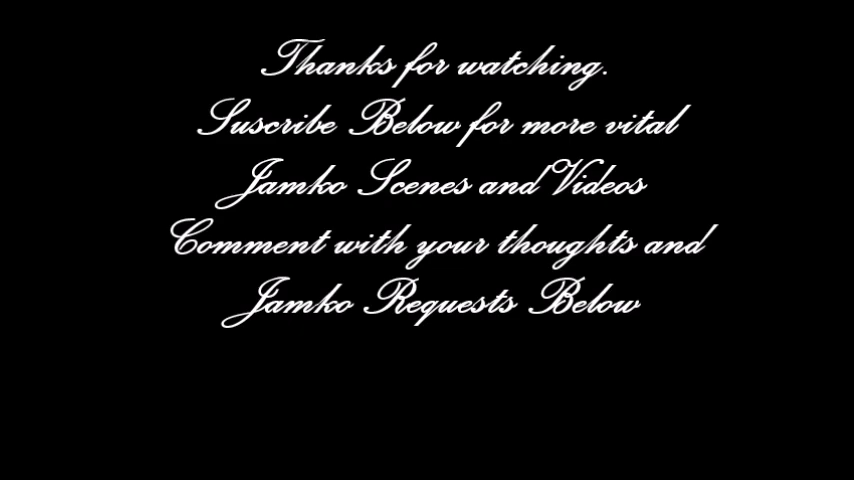 Thanks for watching.
Suscribe Below for more vital
Jamko Scenes and Videos
Comment with your thoughts and
Jamko Requests Below